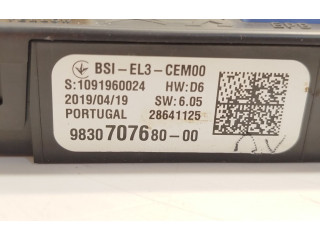 BSI-EL3-CEM00
S:1091960024 HW:D6
2019/04/19 SW: 6.05
PORTUGAL 28641125
9830707680-00